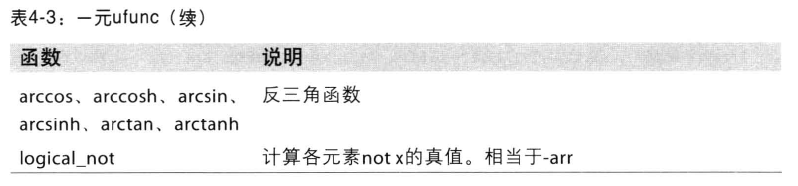 表4-3：一元ufunc（续）
函数 说明
arccos、arccosh、arcsin、 反三角函数
arcsinh、arctan、arctanh
logical_not 计算各元素not x的真值。相当于-arr